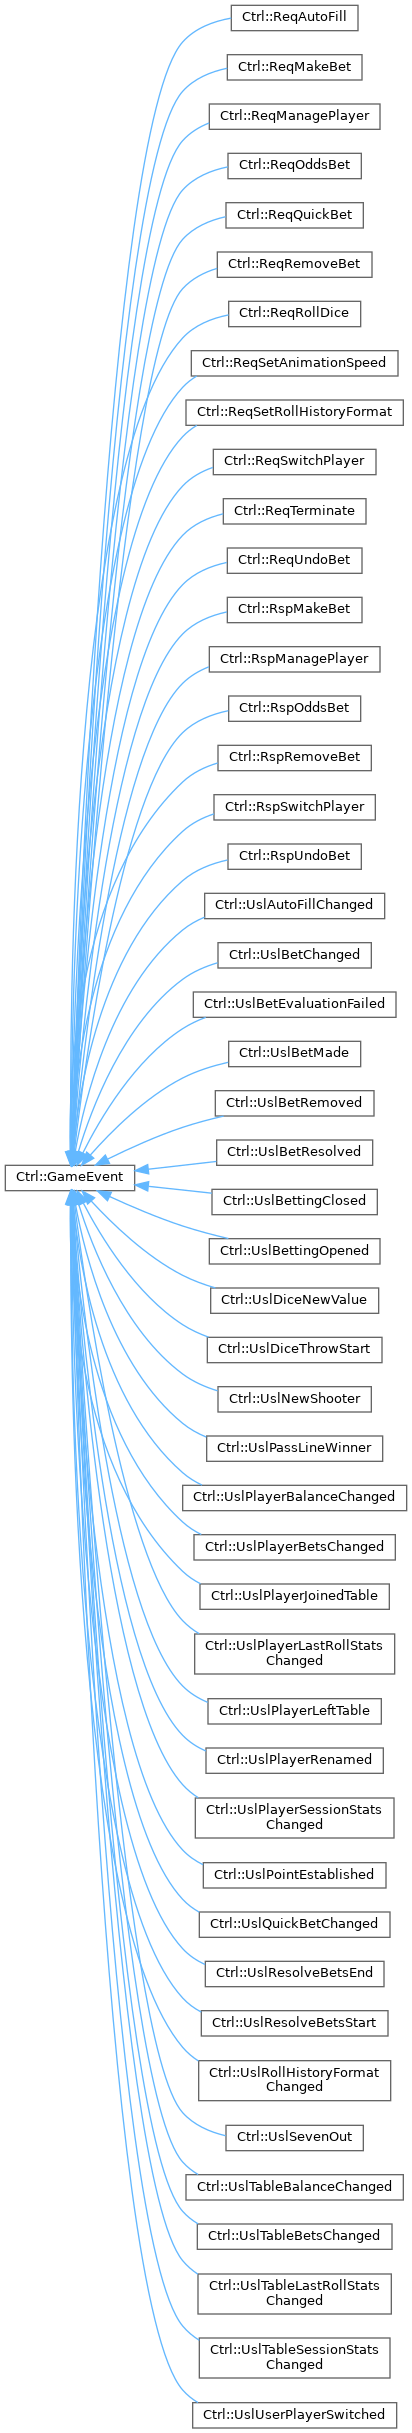 Ctrl::ReqAutoFill
Ctrl::ReqMakeBet
Ctrl::ReqManagePlayer
Ctrl::ReqOddsBet
Ctrl::ReqQuickBet
Ctrl::ReqRemoveBet
Ctrl::ReqRollDice
Ctrl::ReqSetAnimationSpeed
Ctrl::ReqSetRollHistoryFormat
Ctrl::ReqSwitchPlayer
Ctrl::ReqTerminate
Ctrl::ReqUndoBet
Ctrl::RspMakeBet
Ctrl::RspManagePlayer
Ctrl::RspOddsBet
Ctrl::RspRemoveBet
Ctrl::RspSwitchPlayer
Ctrl::RspUndoBet
Ctrl::UslAutoFillChanged
Ctrl::UslBetChanged
Ctrl::UslBetEvaluationFailed
Ctrl::UslBetMade
Ctrl::UslBetRemoved
Ctrl::UslBetResolved
Ctrl::GameEvent
Ctrl::UslBettingClosed
Ctrl::UslBettingOpened
Ctrl::UslDiceNewValue
Ctrl::UslDiceThrowStart
Ctrl::UslNewShooter
Ctrl::UslPassLineWinner
Ctrl::UslPlayerBalanceChanged
Ctrl::UslPlayerBetsChanged
Ctrl::UslPlayerJoinedTable
Ctrl::UslPlayerLastRollStats
Changed
Ctrl::UslPlayerLeftTable
Ctrl::UslPlayerRenamed
Ctrl::UslPlayerSessionStats
Changed
Ctrl::UslPointEstablished
Ctrl::UslQuickBetChanged
Ctrl::UslResolveBetsEnd
Ctrl::UslResolveBetsStart
Ctrl::UslRollHistoryFormat
Changed
Ctrl::UslSevenOut
Ctrl::UslTableBalanceChanged
Ctrl::UslTableBetsChanged
Ctrl::UslTableLastRollStats
Changed
Ctrl::UslTableSessionStats
Changed
Ctrl::UslUserPlayerSwitched